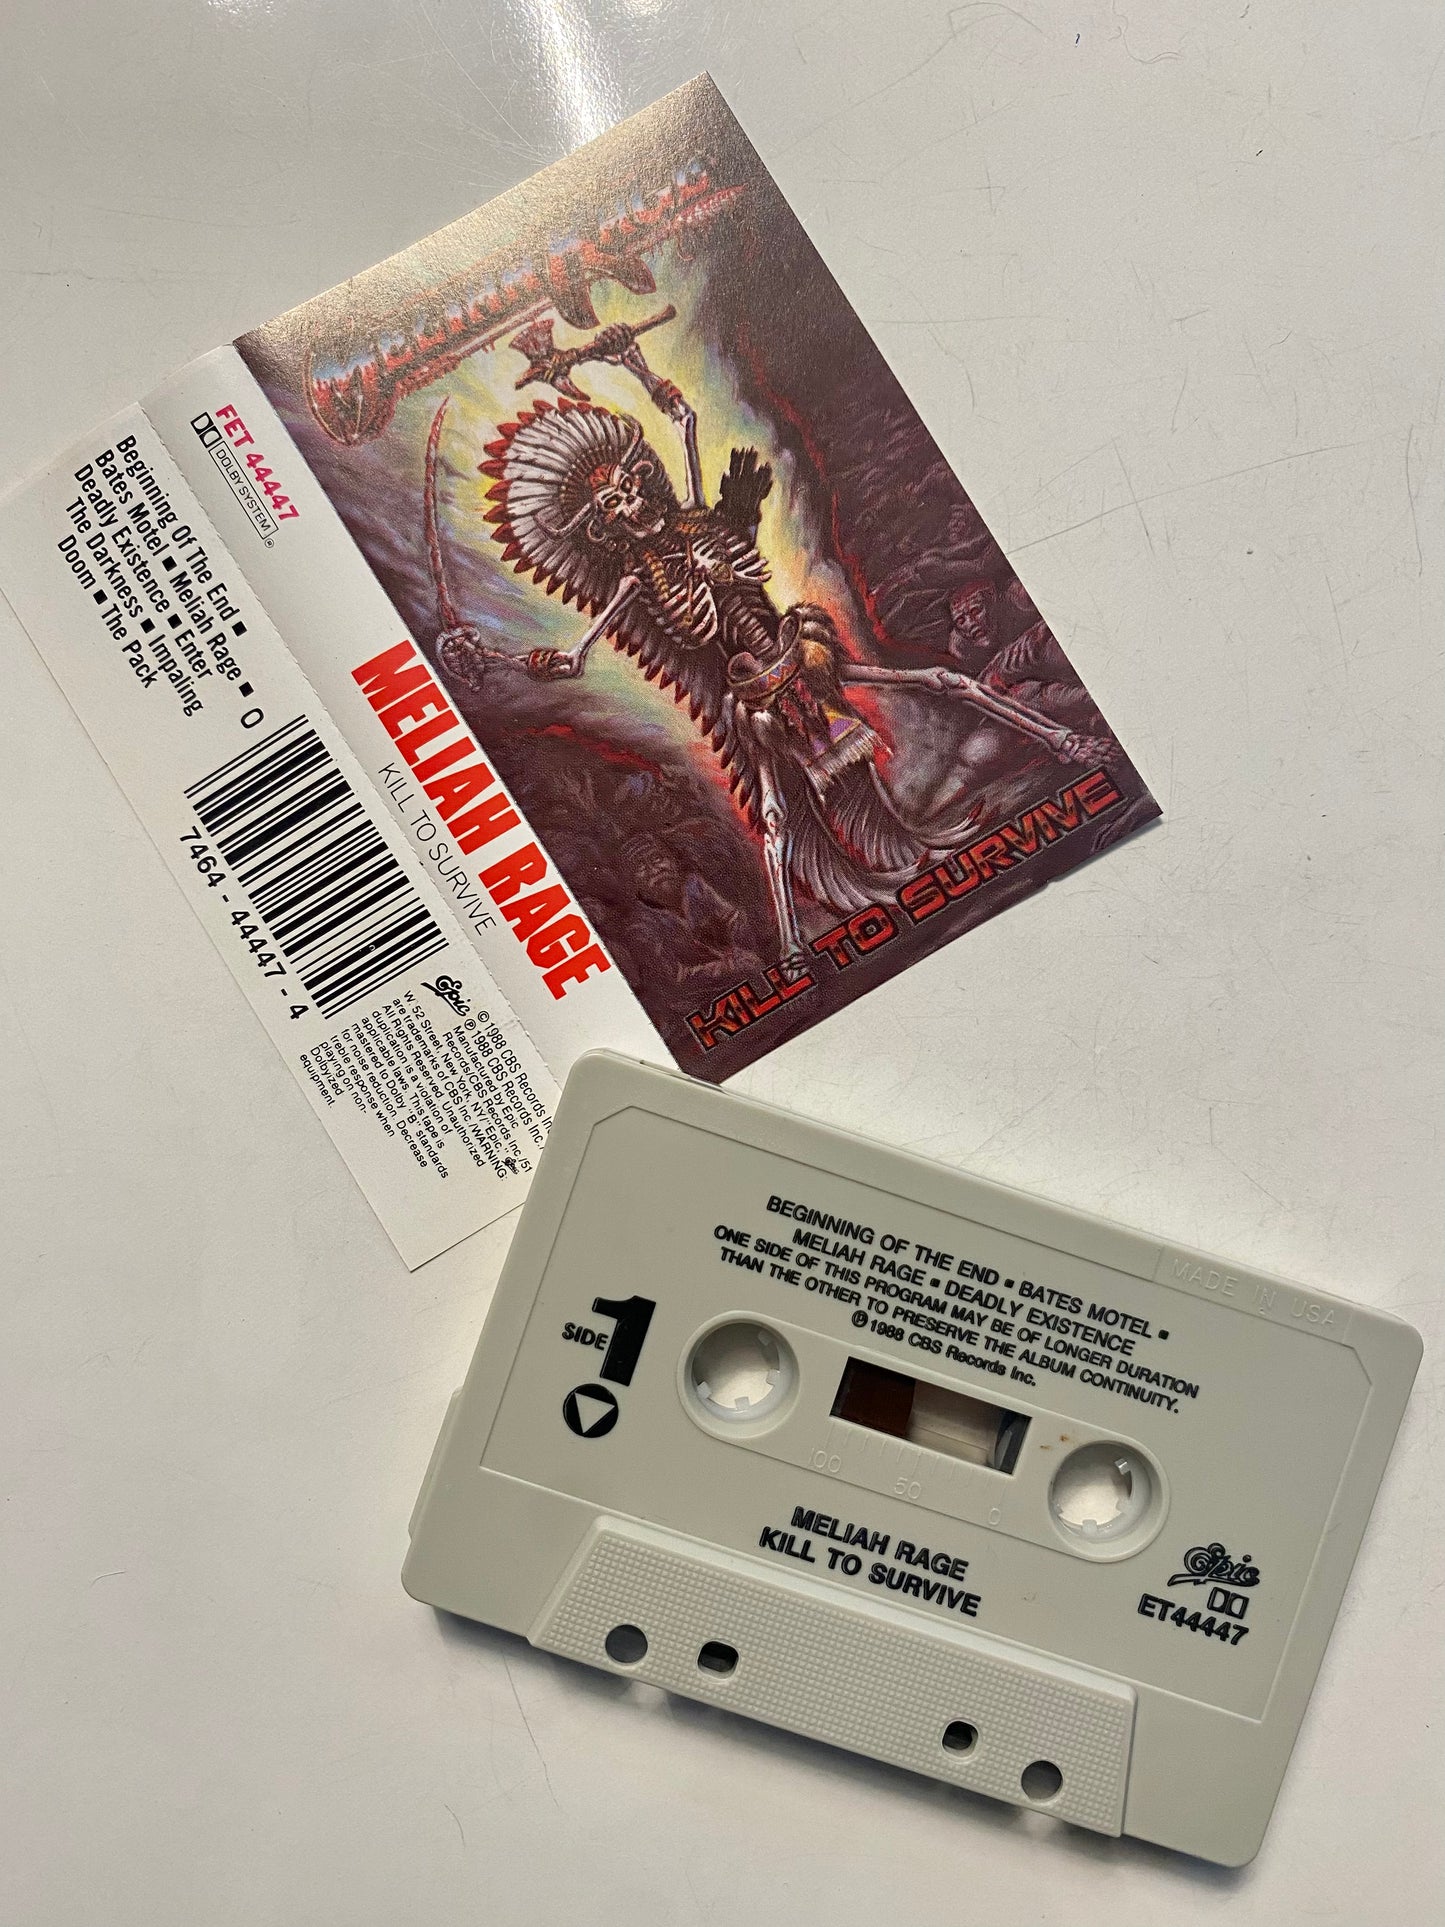 MELIAH RAGE
KILL TO SURVIVE
FET 44447
DOLBY SYSTEM ®
MELIAH RAGE
KILL TO SURVIVE
Beginning Of The End ■
Bates Motel ■ Meliah Rage ■
Deadly Existence ■ Enter
The Darkness ■ Impaling
Doom ■ The Pack
0
7464-44447-4
Epic
© 1988 CBS Records Inc./
℗ 1988 CBS Records Inc./
Manufactured by Epic
Records/CBS Records Inc./51
W. 52 Street, New York, NY/"Epic,"
are trademarks of CBS Inc./WARNING:
All Rights Reserved. Unauthorized
duplication is a violation of
applicable laws. This tape is
mastered to Dolby "B" standards
for noise reduction. Decrease
treble response when
playing on non-
Dolbyized
equipment.
MADE IN USA
BEGINNING OF THE END ■ BATES MOTEL ■
MELIAH RAGE ■ DEADLY EXISTENCE
ONE SIDE OF THIS PROGRAM MAY BE OF LONGER DURATION
THAN THE OTHER TO PRESERVE THE ALBUM CONTINUITY.
℗ 1988 CBS Records Inc.
SIDE 1
100 50 0
MELIAH RAGE
KILL TO SURVIVE
Epic
ET44447